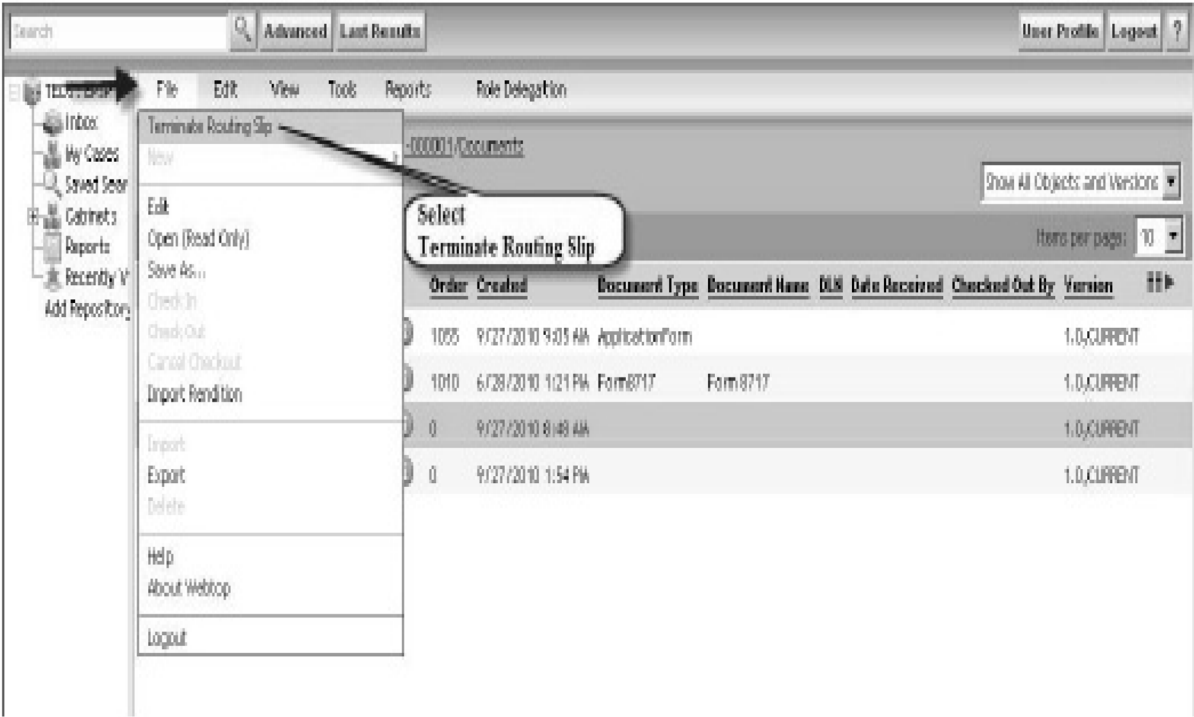 Search Advanced Last Results User Profile Logout ?
File Edit View Tools Reports Role Delegation
Inbox
My Cases
Saved Sear
Cabinets
Reports
Recently V
Add Repository
Terminate Routing Slip
New
Edit
Open (Read Only)
Save As...
Check In
Check Out
Cancel Checkout
Import Rendition
Import
Export
Delete
Help
About Webtop
Logout
-000001/Documents
Show All Objects and Versions
Select
Terminate Routing Slip
Items per page: 10
Order Created Document Type Document Name DLN Date Received Checked Out By Version
1055 9/27/2010 9:05 AM ApplicationForm 1.0,CURRENT
1010 6/28/2010 1:21 PM Form8717 Form 8717 1.0,CURRENT
0 9/27/2010 8:48 AM 1.0,CURRENT
0 9/27/2010 1:54 PM 1.0,CURRENT